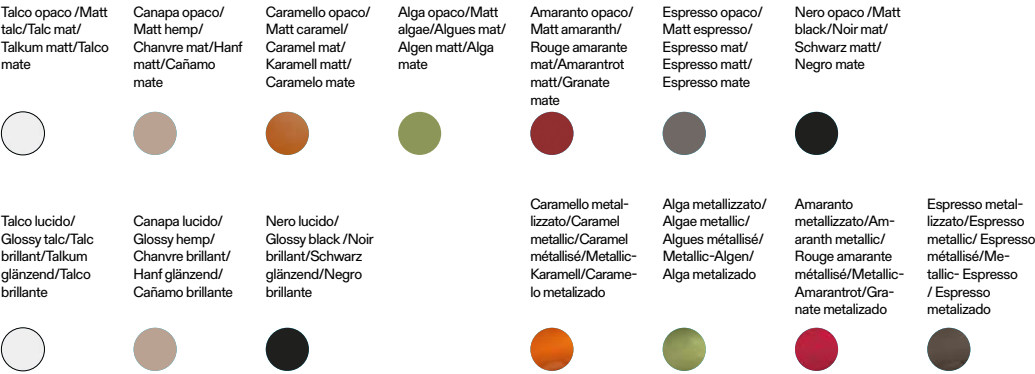 Talco opaco /Matt
talc/Talc mat/
Talkum matt/Talco
mate
Canapa opaco/
Matt hemp/
Chanvre mat/Hanf
matt/Cañamo
mate
Caramello opaco/
Matt caramel/
Caramel mat/
Karamell matt/
Caramelo mate
Alga opaco/Matt
algae/Algues mat/
Algen matt/Alga
mate
Amaranto opaco/
Matt amaranth/
Rouge amarante
mat/Amarantrot
matt/Granate
mate
Espresso opaco/
Matt espresso/
Espresso mat/
Espresso matt/
Espresso mate
Nero opaco /Matt
black/Noir mat/
Schwarz matt/
Negro mate
Talco lucido/
Glossy talc/Talc
brillant/Talkum
glänzend/Talco
brillante
Canapa lucido/
Glossy hemp/
Chanvre brillant/
Hanf glänzend/
Cañamo brillante
Nero lucido/
Glossy black /Noir
brillant/Schwarz
glänzend/Negro
brillante
Caramello metal-
lizzato/Caramel
metallic/Caramel
métallisé/Metallic-
Karamell/Carame-
lo metalizado
Alga metallizzato/
Algae metallic/
Algues métallisé/
Metallic-Algen/
Alga metalizado
Amaranto
metallizzato/Am-
aranth metallic/
Rouge amarante
métallisé/Metallic-
Amarantrot/Gra-
nate metalizado
Espresso metal-
lizzato/Espresso
metallic/ Espresso
métallisé/Me-
tallic- Espresso
/ Espresso
metalizado